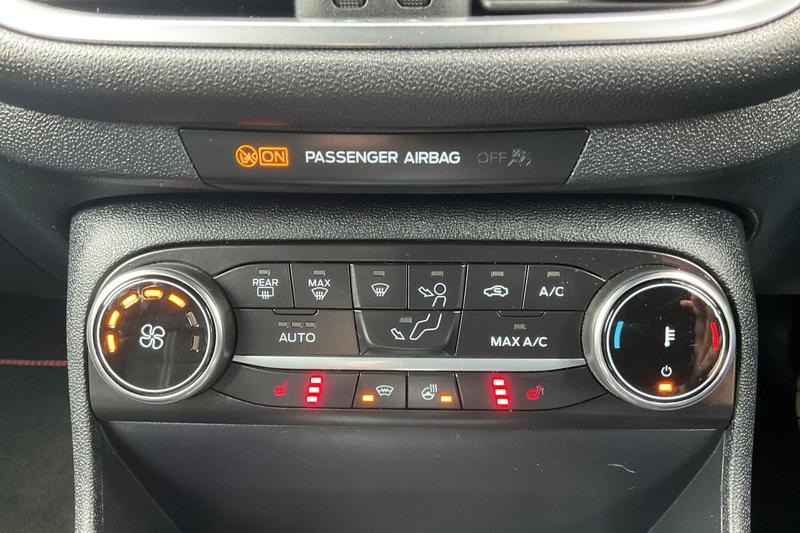 ON PASSENGER AIRBAG OFF
REAR MAX A/C
AUTO MAX A/C